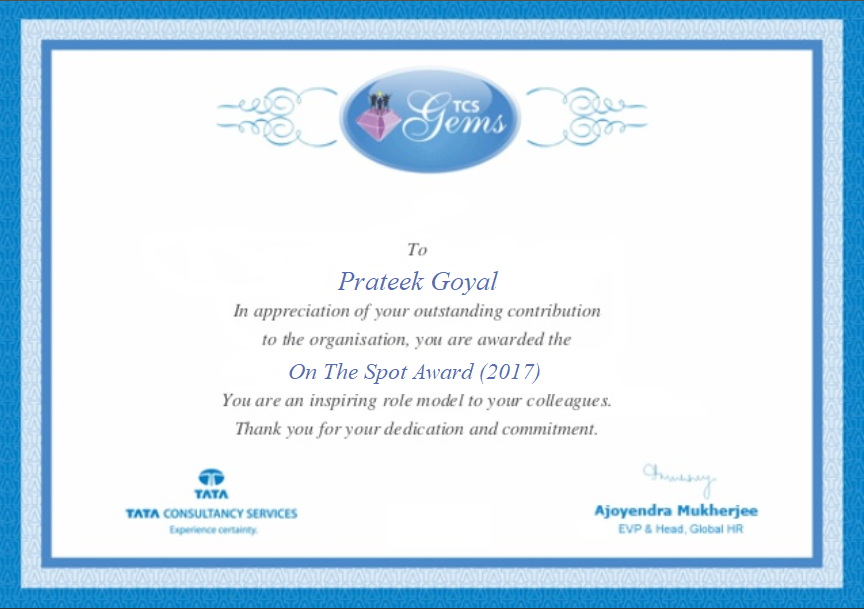 TCS
Gems
To
Prateek Goyal
In appreciation of your outstanding contribution
to the organisation, you are awarded the
On The Spot Award (2017)
You are an inspiring role model to your colleagues.
Thank you for your dedication and commitment.
TATA
TATA CONSULTANCY SERVICES
Experience certainty.
Ajoyendra Mukherjee
EVP & Head, Global HR